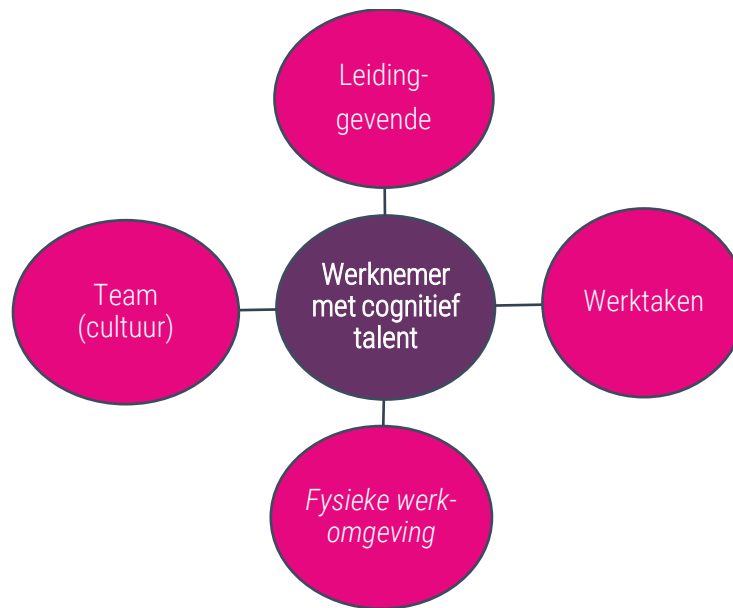 Leiding-
gevende
Werknemer
met cognitief
talent
Team
(cultuur)
Werktaken
Fysieke werk-
omgeving